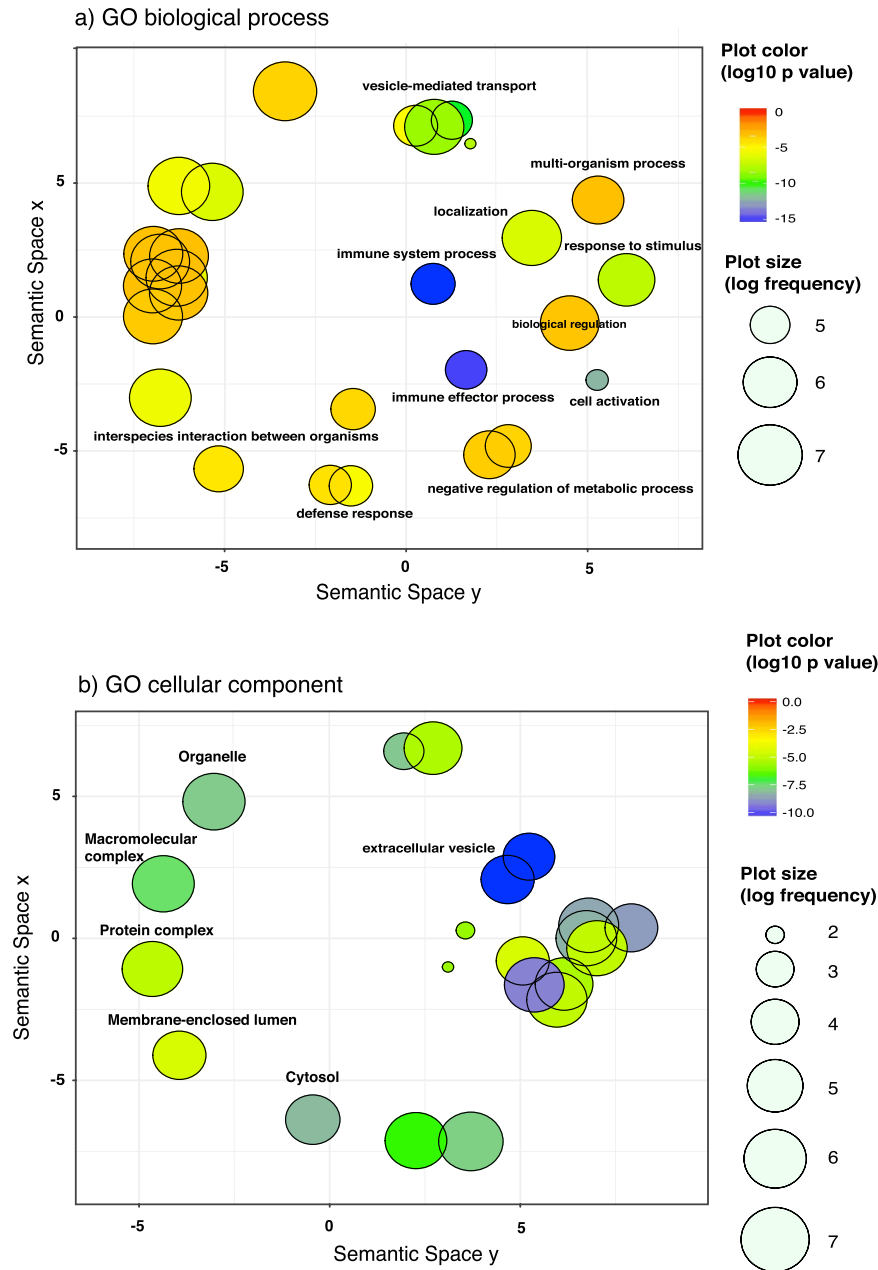 a) GO biological process
Plot color
(log10 p value)
0
-5
-10
-15
Plot size
(log frequency)
5
6
7
vesicle-mediated transport
multi-organism process
localization
response to stimulus
immune system process
biological regulation
immune effector process
cell activation
interspecies interaction between organisms
negative regulation of metabolic process
defense response
5
0
-5
Semantic Space x
-5
0
5
Semantic Space y
b) GO cellular component
Plot color
(log10 p value)
0.0
-2.5
-5.0
-7.5
-10.0
Plot size
(log frequency)
2
3
4
5
6
7
Organelle
Macromolecular
complex
extracellular vesicle
Protein complex
Membrane-enclosed lumen
Cytosol
5
0
-5
Semantic Space x
-5
0
5
Semantic Space y